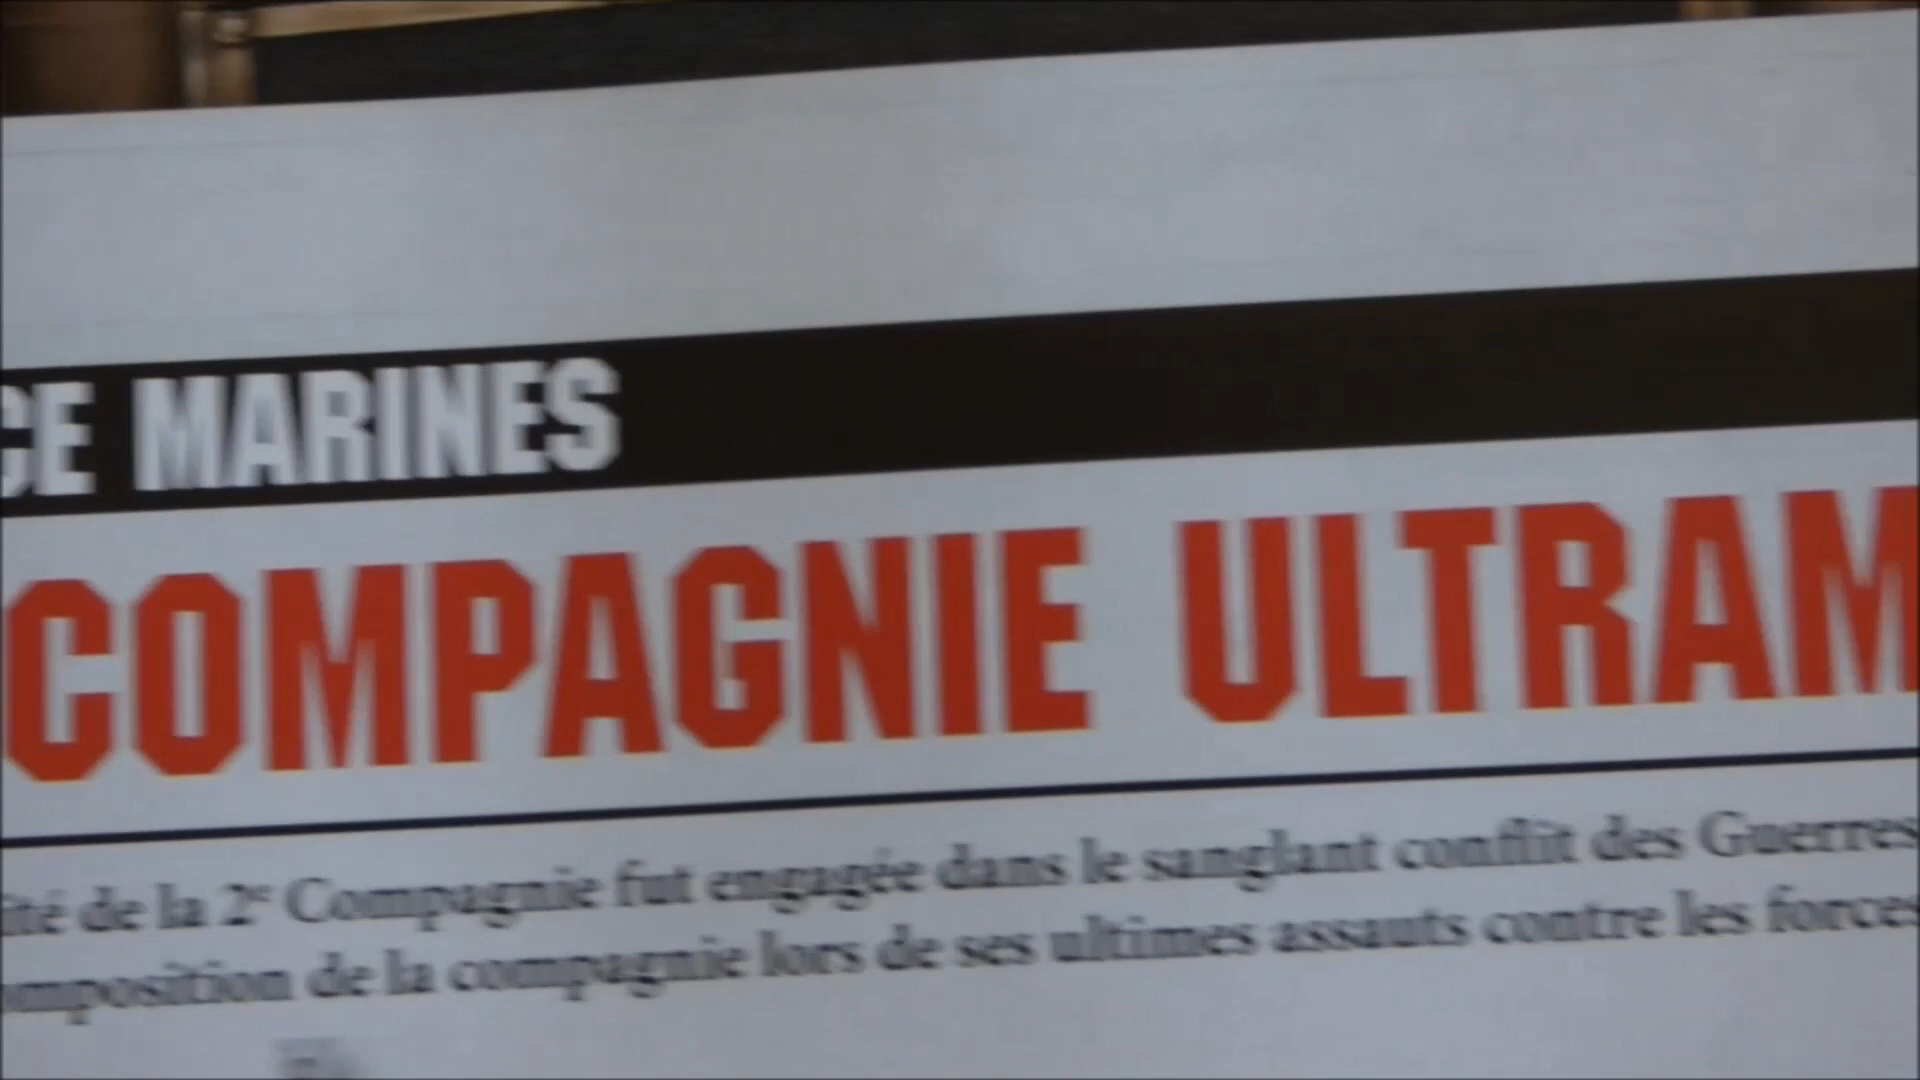 CE MARINES
COMPAGNIE ULTRAM
ité de la 2e Compagnie fut engagée dans le sanglant conflit des Guerres
omposition de la compagnie lors de ses ultimes assauts contre les forces